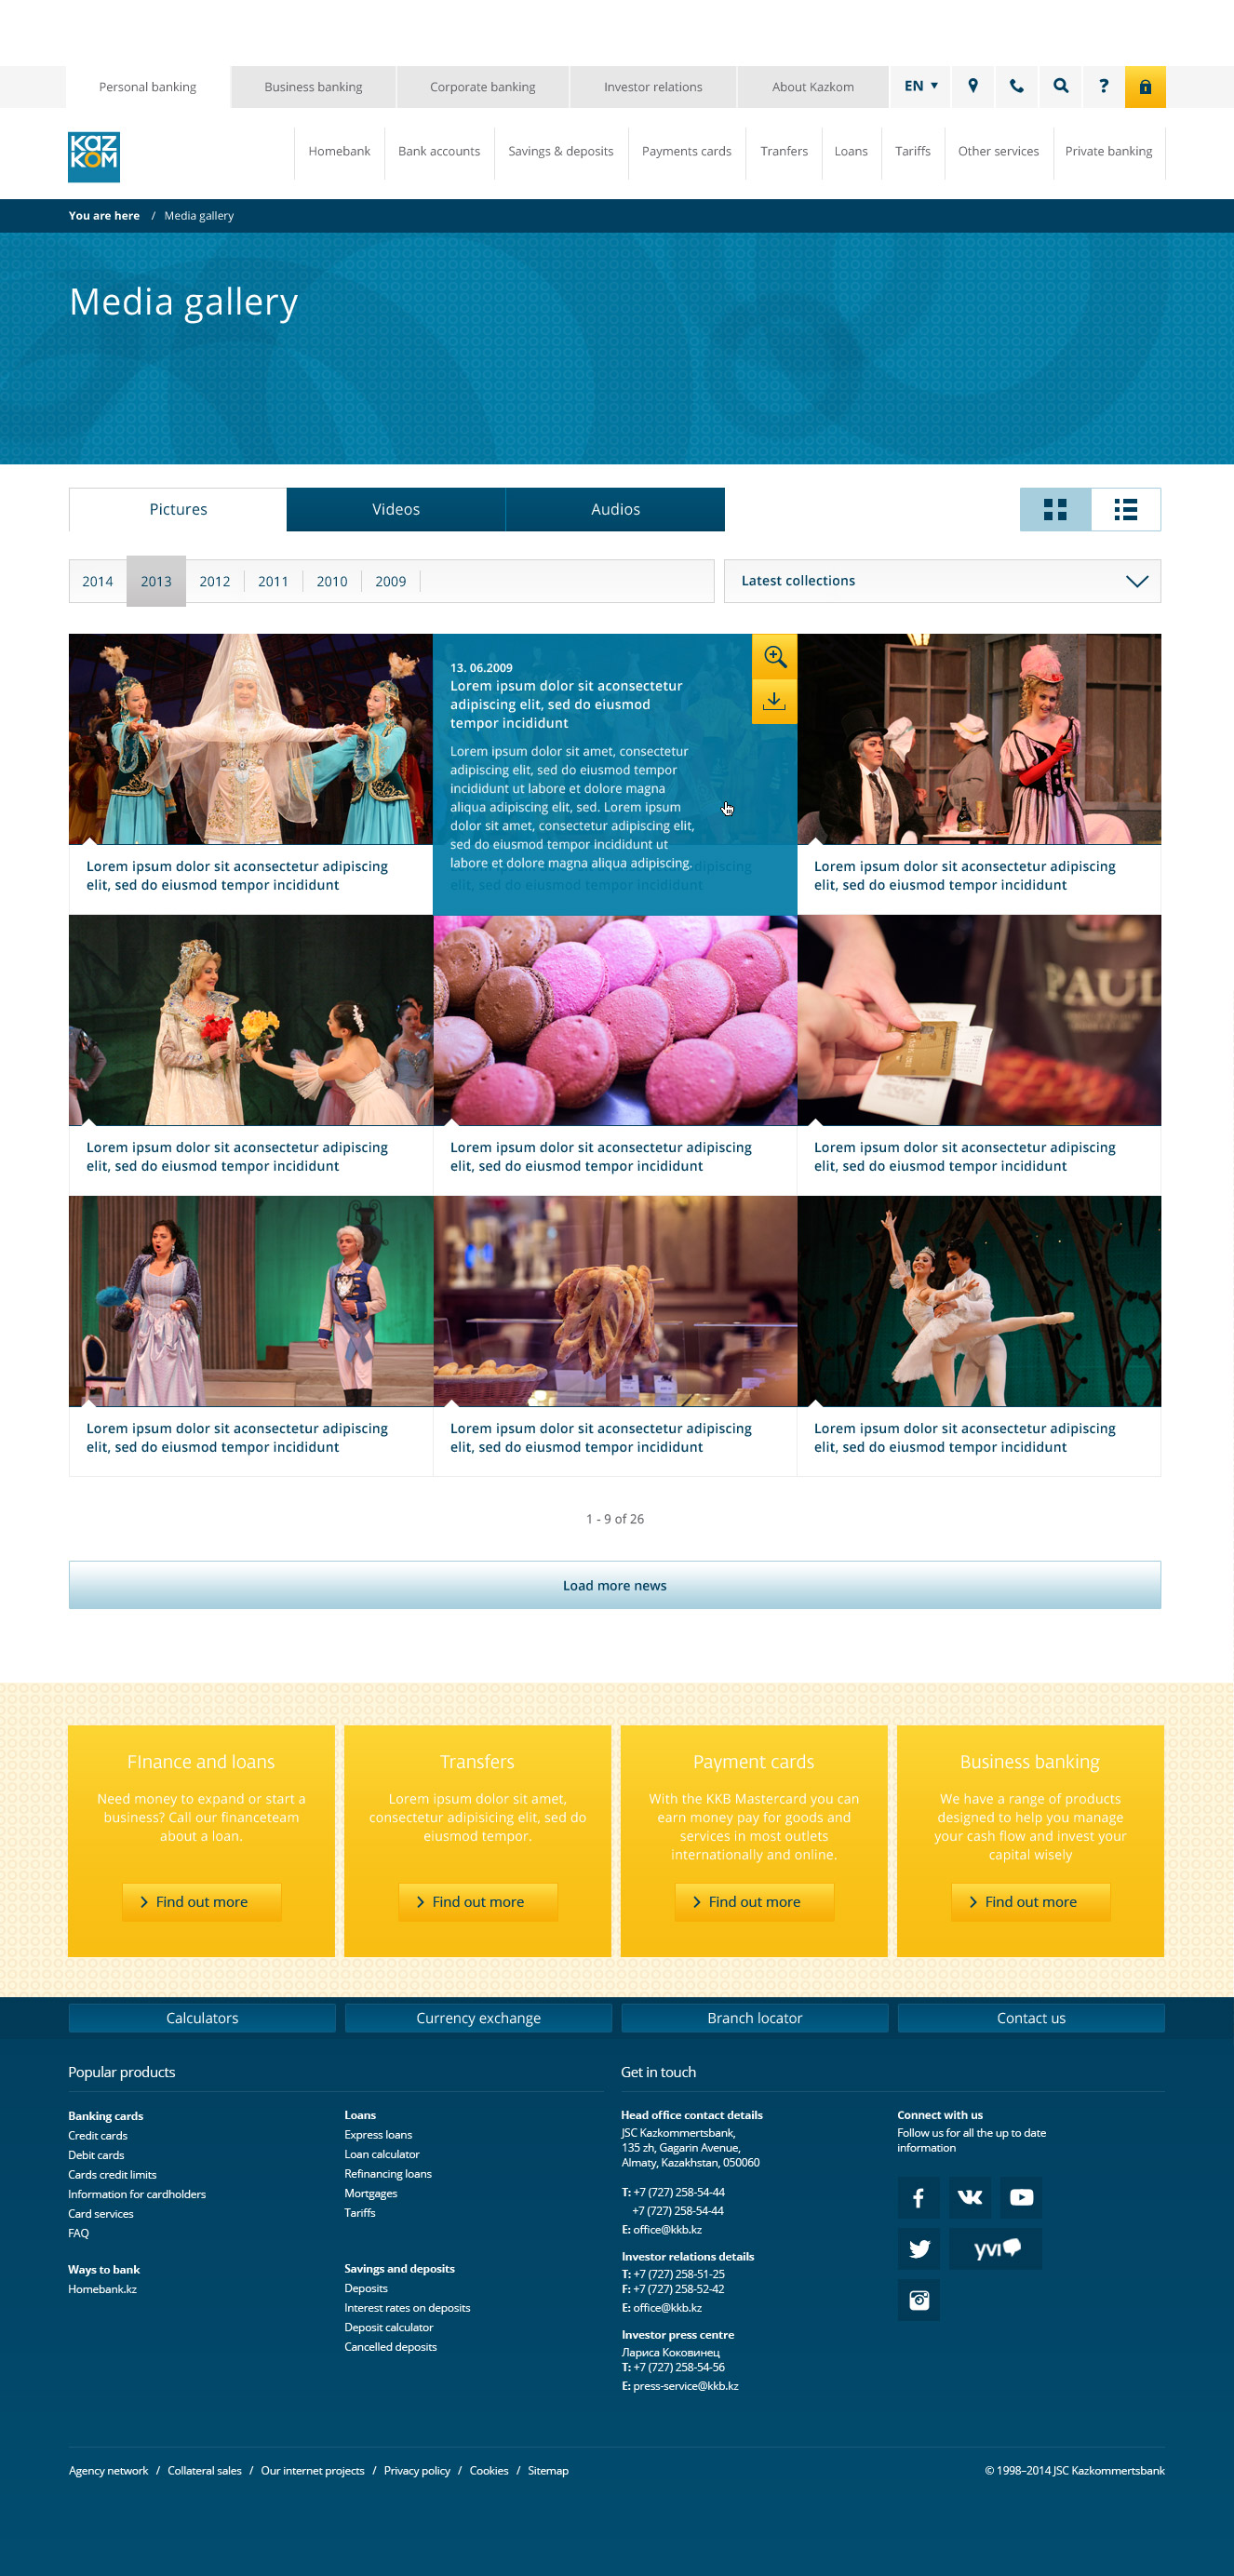 Personal banking
Business banking
Corporate banking
Investor relations
About Kazkom
EN
?
KAZ
KOM
Homebank
Bank accounts
Savings & deposits
Payments cards
Tranfers
Loans
Tariffs
Other services
Private banking
You are here / Media gallery
Media gallery
Pictures
Videos
Audios
2014
2013
2012
2011
2010
2009
Latest collections
Lorem ipsum dolor sit aconsectetur adipiscing
elit, sed do eiusmod tempor incididunt
13. 06.2009
Lorem ipsum dolor sit aconsectetur
adipiscing elit, sed do eiusmod
tempor incididunt
Lorem ipsum dolor sit amet, consectetur
adipiscing elit, sed do eiusmod tempor
incididunt ut labore et dolore magna
aliqua adipiscing elit, sed. Lorem ipsum
dolor sit amet, consectetur adipiscing elit,
sed do eiusmod tempor incididunt ut
labore et dolore magna aliqua adipiscing.
adipiscing
elit, sed do eiusmod tempor incididunt
Lorem ipsum dolor sit aconsectetur adipiscing
elit, sed do eiusmod tempor incididunt
PAUL
Lorem ipsum dolor sit aconsectetur adipiscing
elit, sed do eiusmod tempor incididunt
Lorem ipsum dolor sit aconsectetur adipiscing
elit, sed do eiusmod tempor incididunt
Lorem ipsum dolor sit aconsectetur adipiscing
elit, sed do eiusmod tempor incididunt
Lorem ipsum dolor sit aconsectetur adipiscing
elit, sed do eiusmod tempor incididunt
Lorem ipsum dolor sit aconsectetur adipiscing
elit, sed do eiusmod tempor incididunt
Lorem ipsum dolor sit aconsectetur adipiscing
elit, sed do eiusmod tempor incididunt
1 - 9 of 26
Load more news
FInance and loans
Need money to expand or start a
business? Call our financeteam
about a loan.
Find out more
Transfers
Lorem ipsum dolor sit amet,
consectetur adipisicing elit, sed do
eiusmod tempor.
Find out more
Payment cards
With the KKB Mastercard you can
earn money pay for goods and
services in most outlets
internationally and online.
Find out more
Business banking
We have a range of products
designed to help you manage
your cash flow and invest your
capital wisely
Find out more
Calculators
Currency exchange
Branch locator
Contact us
Popular products
Banking cards
Credit cards
Debit cards
Cards credit limits
Information for cardholders
Card services
FAQ
Ways to bank
Homebank.kz
Loans
Express loans
Loan calculator
Refinancing loans
Mortgages
Tariffs
Savings and deposits
Deposits
Interest rates on deposits
Deposit calculator
Cancelled deposits
Get in touch
Head office contact details
JSC Kazkommertsbank,
135 zh, Gagarin Avenue,
Almaty, Kazakhstan, 050060
T: +7 (727) 258-54-44
+7 (727) 258-54-44
E: office@kkb.kz
Investor relations details
T: +7 (727) 258-51-25
F: +7 (727) 258-52-42
E: office@kkb.kz
Investor press centre
Лариса Коковинец
T: +7 (727) 258-54-56
E: press-service@kkb.kz
Connect with us
Follow us for all the up to date
information
yvi
Agency network / Collateral sales / Our internet projects / Privacy policy / Cookies / Sitemap
© 1998–2014 JSC Kazkommertsbank